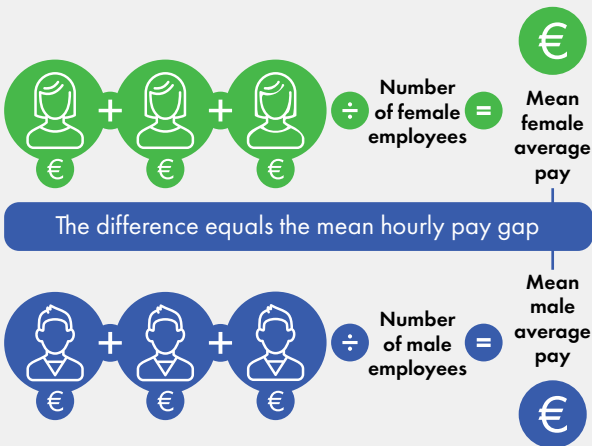 €
+ + ÷ Number of female employees =
€ € €
Mean
female
average
pay
The difference equals the mean hourly pay gap
+ + ÷ Number of male employees =
€ € €
Mean
male
average
pay
€